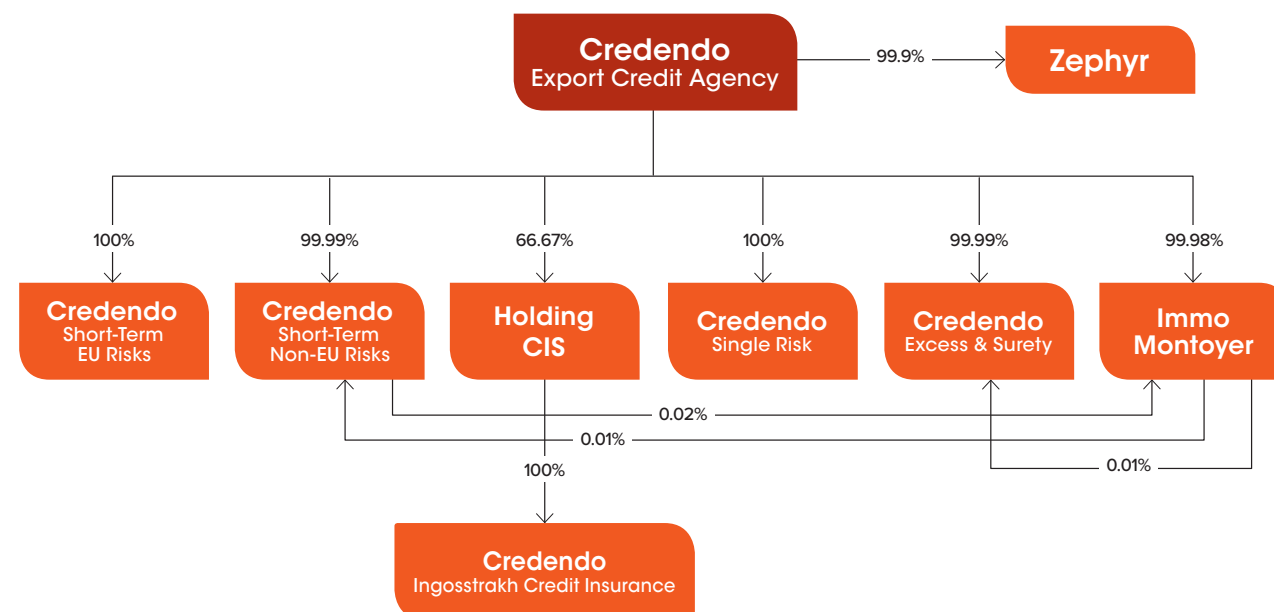 Credendo
Export Credit Agency
99.9%
Zephyr
100%
99.99%
66.67%
100%
99.99%
99.98%
Credendo
Short-Term
EU Risks
Credendo
Short-Term
Non-EU Risks
Holding
CIS
Credendo
Single Risk
Credendo
Excess & Surety
Immo
Montoyer
0.02%
0.01%
100%
0.01%
Credendo
Ingosstrakh Credit Insurance